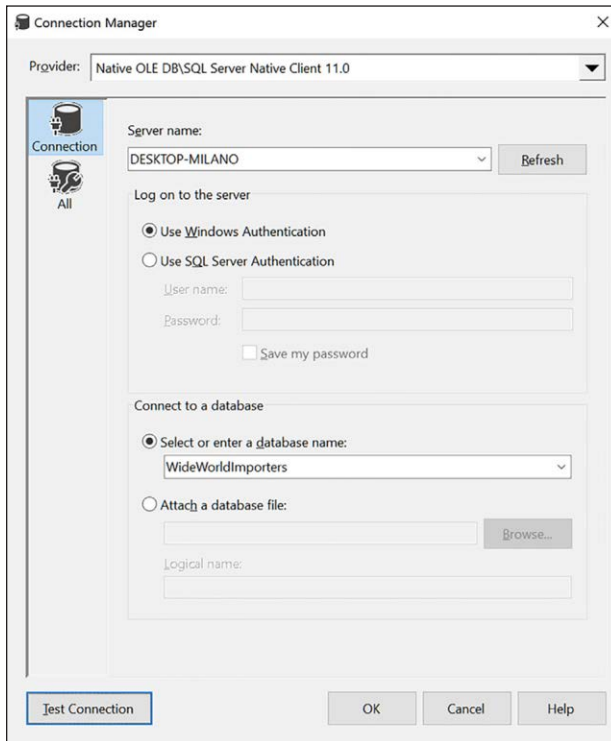 Connection Manager
Provider: Native OLE DB\SQL Server Native Client 11.0
Connection
All
Server name:
DESKTOP-MILANO Refresh
Log on to the server
Use Windows Authentication
Use SQL Server Authentication
User name:
Password:
Save my password
Connect to a database
Select or enter a database name:
WideWorldImporters
Attach a database file:
Browse...
Logical name:
Test Connection OK Cancel Help